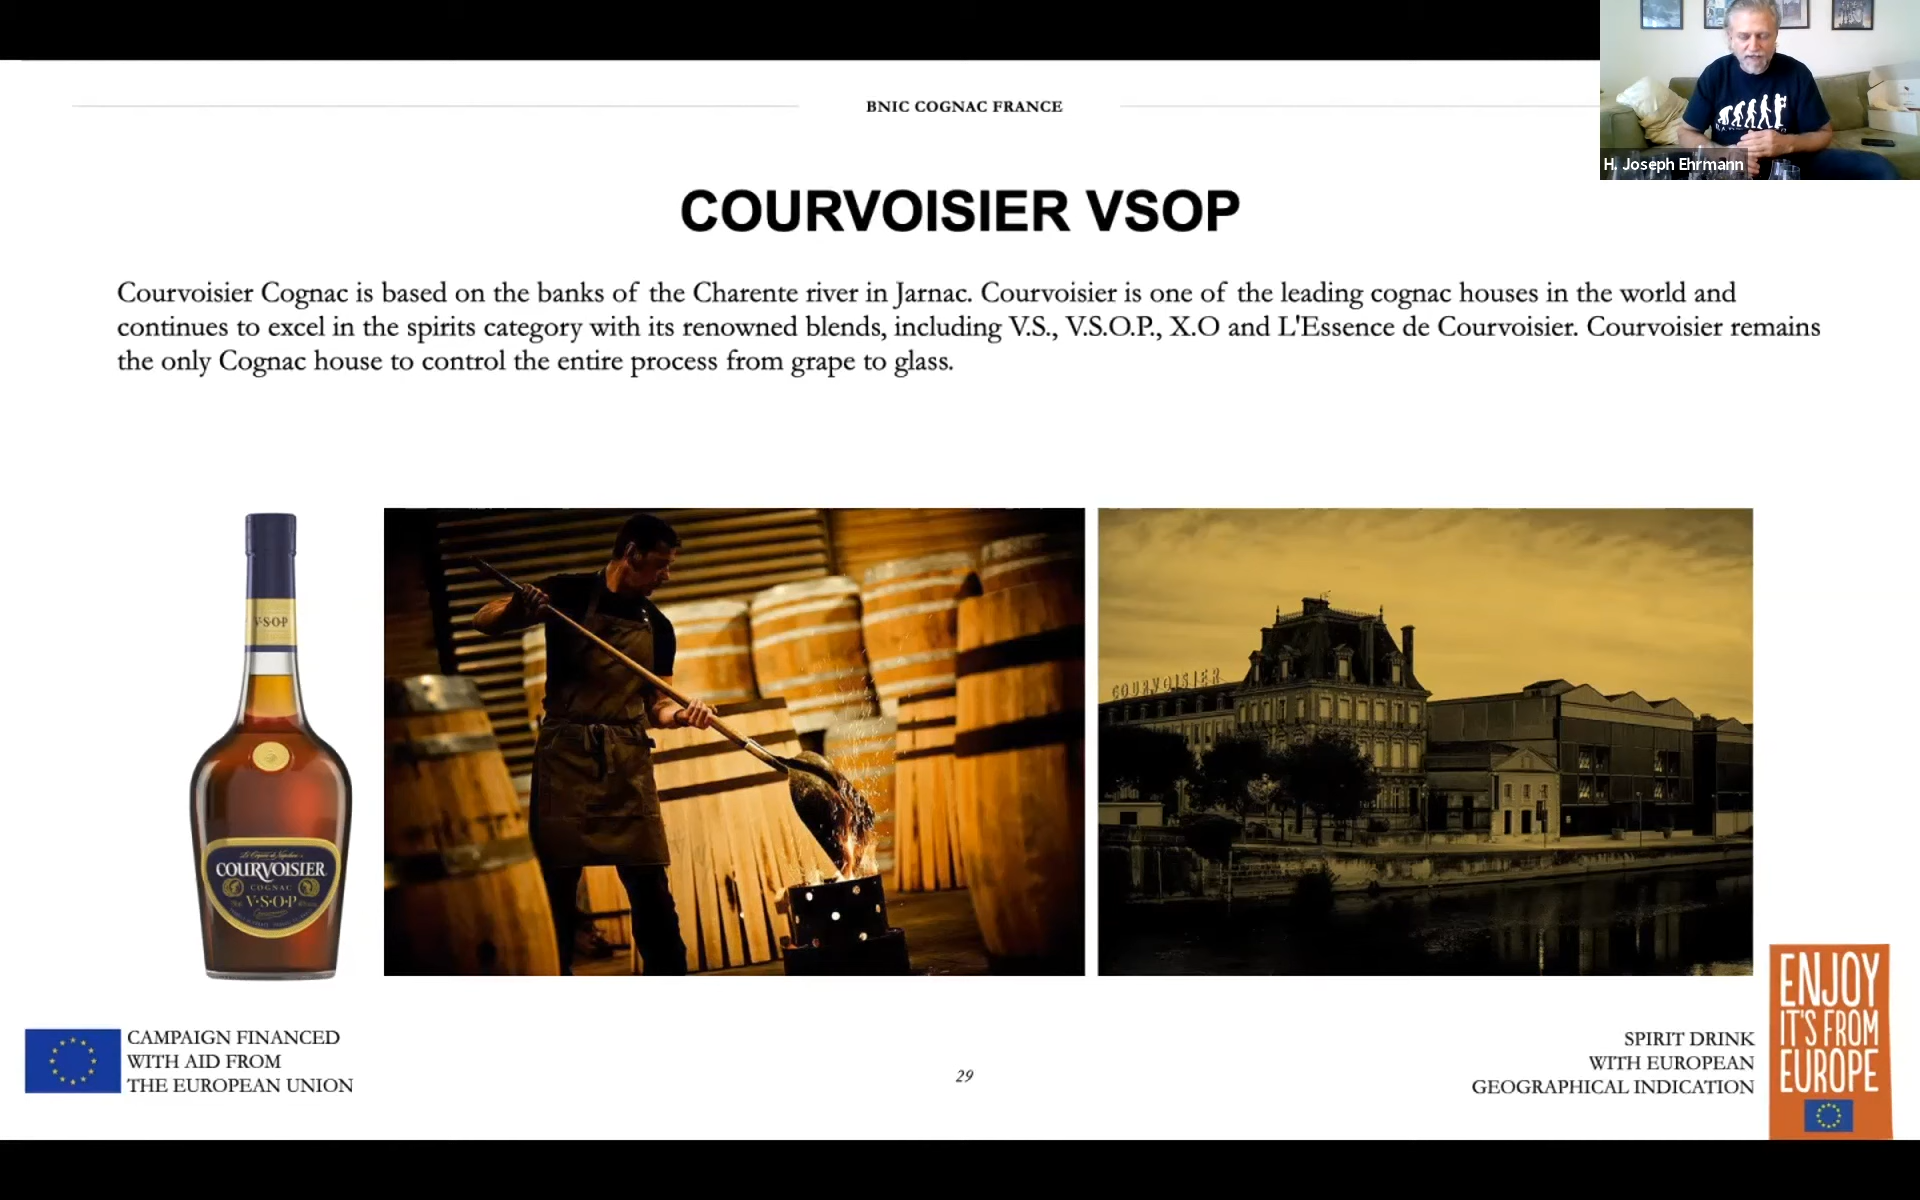 BNIC COGNAC FRANCE
H. Joseph Ehrmann
COURVOISIER VSOP
Courvoisier Cognac is based on the banks of the Charente river in Jarnac. Courvoisier is one of the leading cognac houses in the world and
continues to excel in the spirits category with its renowned blends, including V.S., V.S.O.P., X.O and L'Essence de Courvoisier. Courvoisier remains
the only Cognac house to control the entire process from grape to glass.
V·S·O·P
COURVOISIER
COGNAC
V·S·O·P
COURVOISIER
CAMPAIGN FINANCED
WITH AID FROM
THE EUROPEAN UNION
29
SPIRIT DRINK
WITH EUROPEAN
GEOGRAPHICAL INDICATION
ENJOY
IT'S FROM
EUROPE